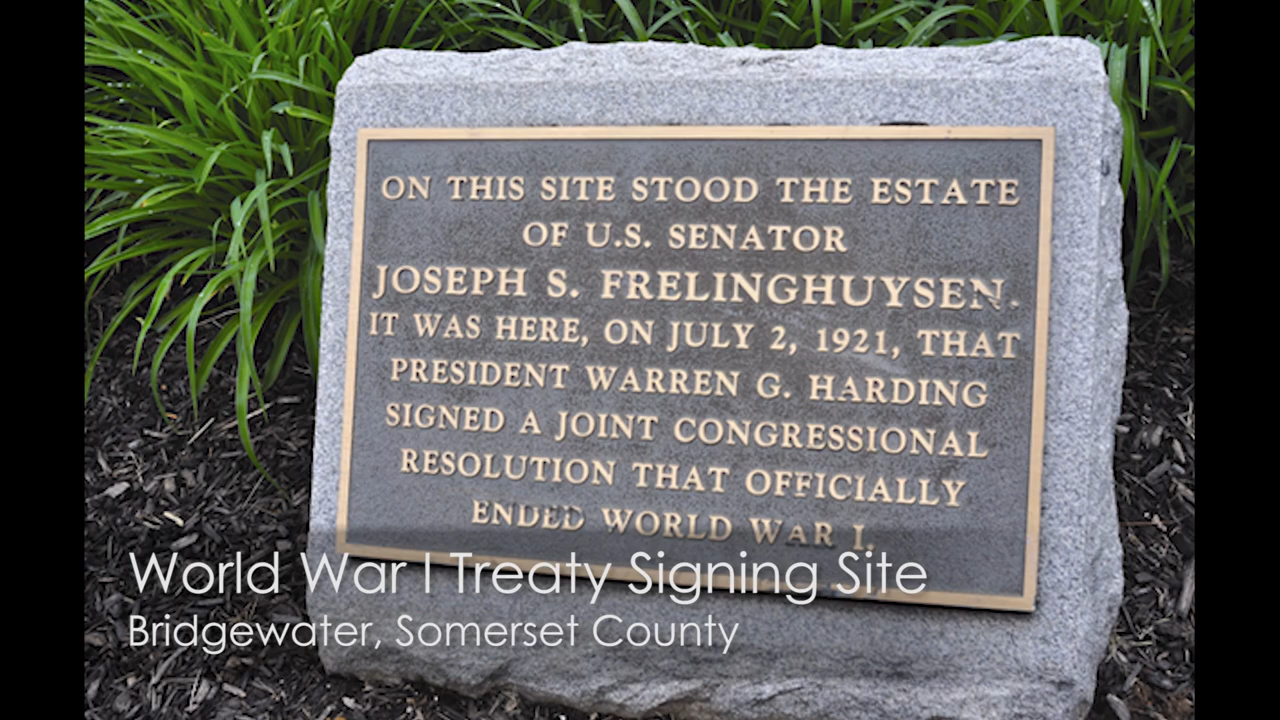 ON THIS SITE STOOD THE ESTATE
OF U.S. SENATOR
JOSEPH S. FRELINGHUYSEN.
IT WAS HERE, ON JULY 2, 1921, THAT
PRESIDENT WARREN G. HARDING
SIGNED A JOINT CONGRESSIONAL
RESOLUTION THAT OFFICIALLY
ENDED WORLD WAR I.
World War I Treaty Signing Site
Bridgewater, Somerset County